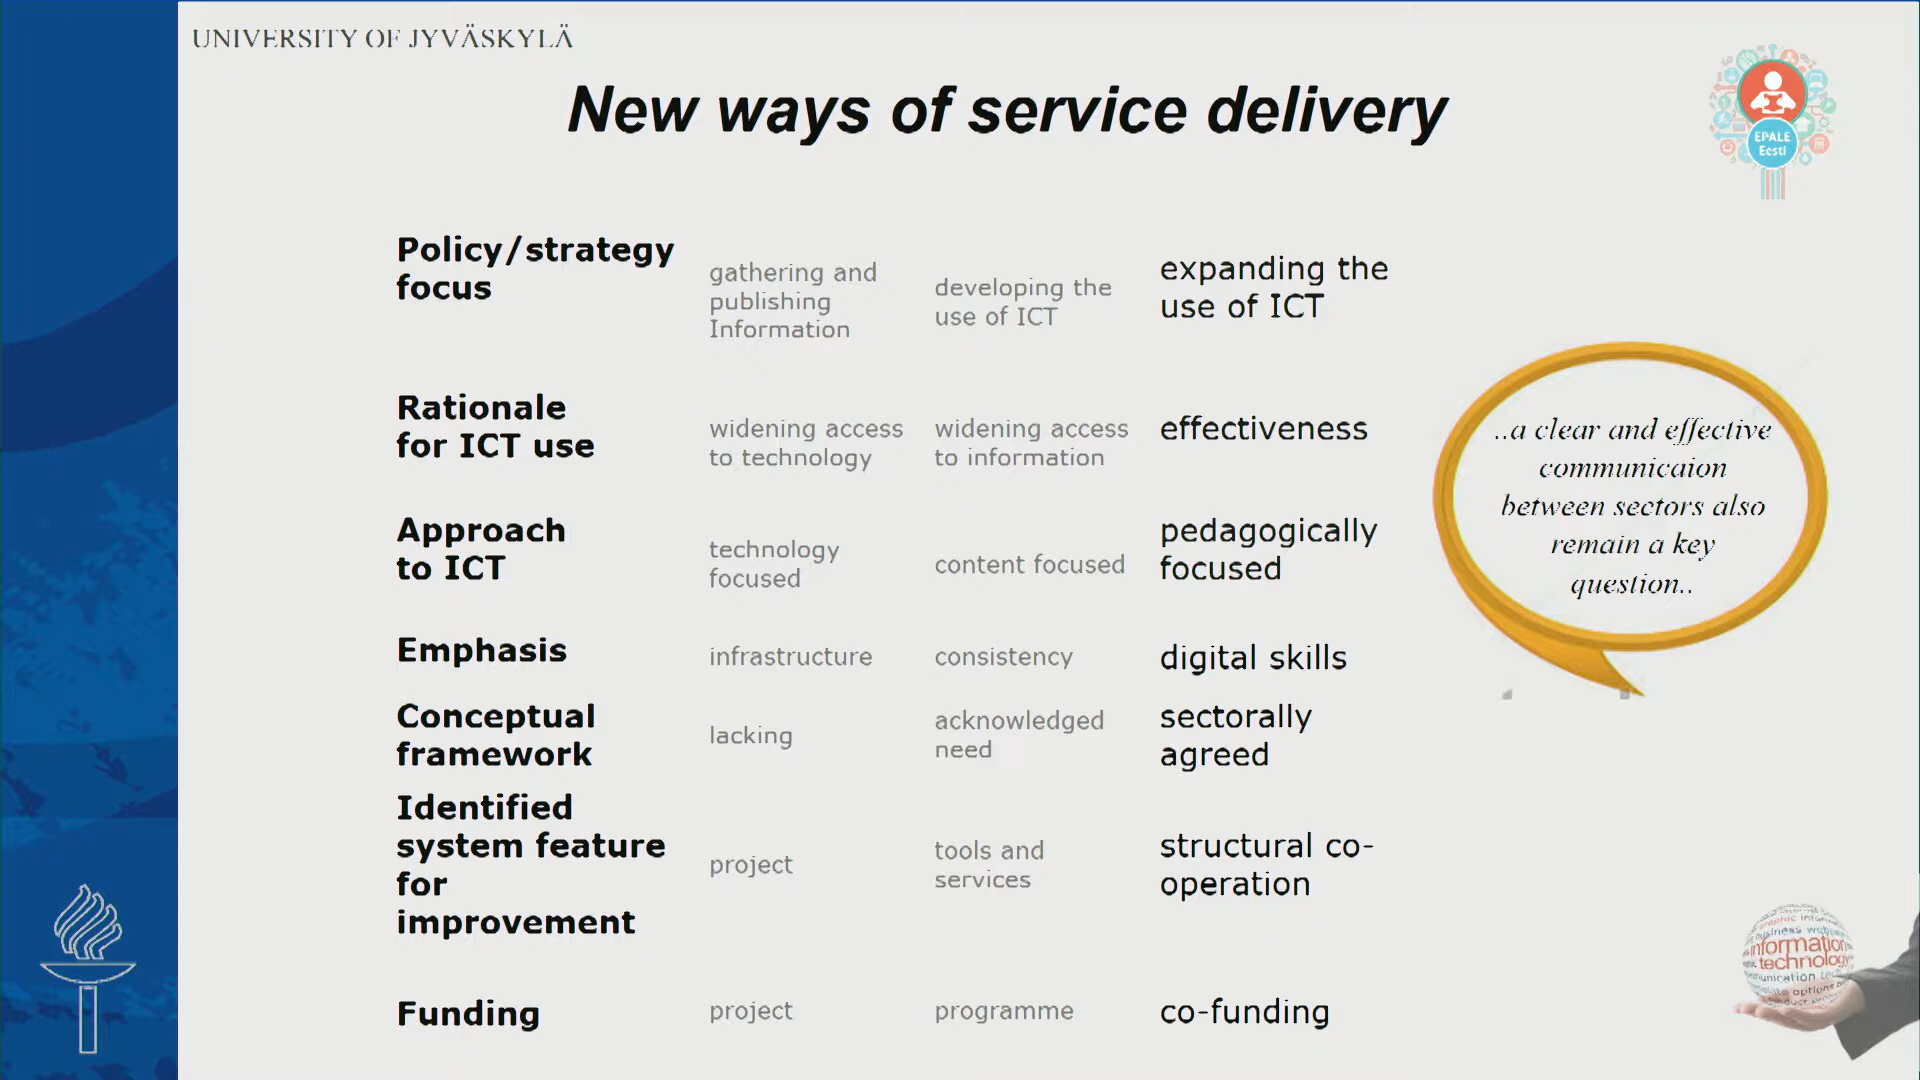 UNIVERSITY OF JYVÄSKYLÄ
New ways of service delivery
EPALE
Eesti
Policy/strategy
focus
gathering and
publishing
Information
developing the
use of ICT
expanding the
use of ICT
Rationale
for ICT use
widening access
to technology
widening access
to information
effectiveness
Approach
to ICT
technology
focused
content focused
pedagogically
focused
Emphasis
infrastructure
consistency
digital skills
Conceptual
framework
lacking
acknowledged
need
sectorally
agreed
Identified
system feature
for
improvement
project
tools and
services
structural co-
operation
Funding
project
programme
co-funding
..a clear and effective
communicaion
between sectors also
remain a key
question..
information
technology